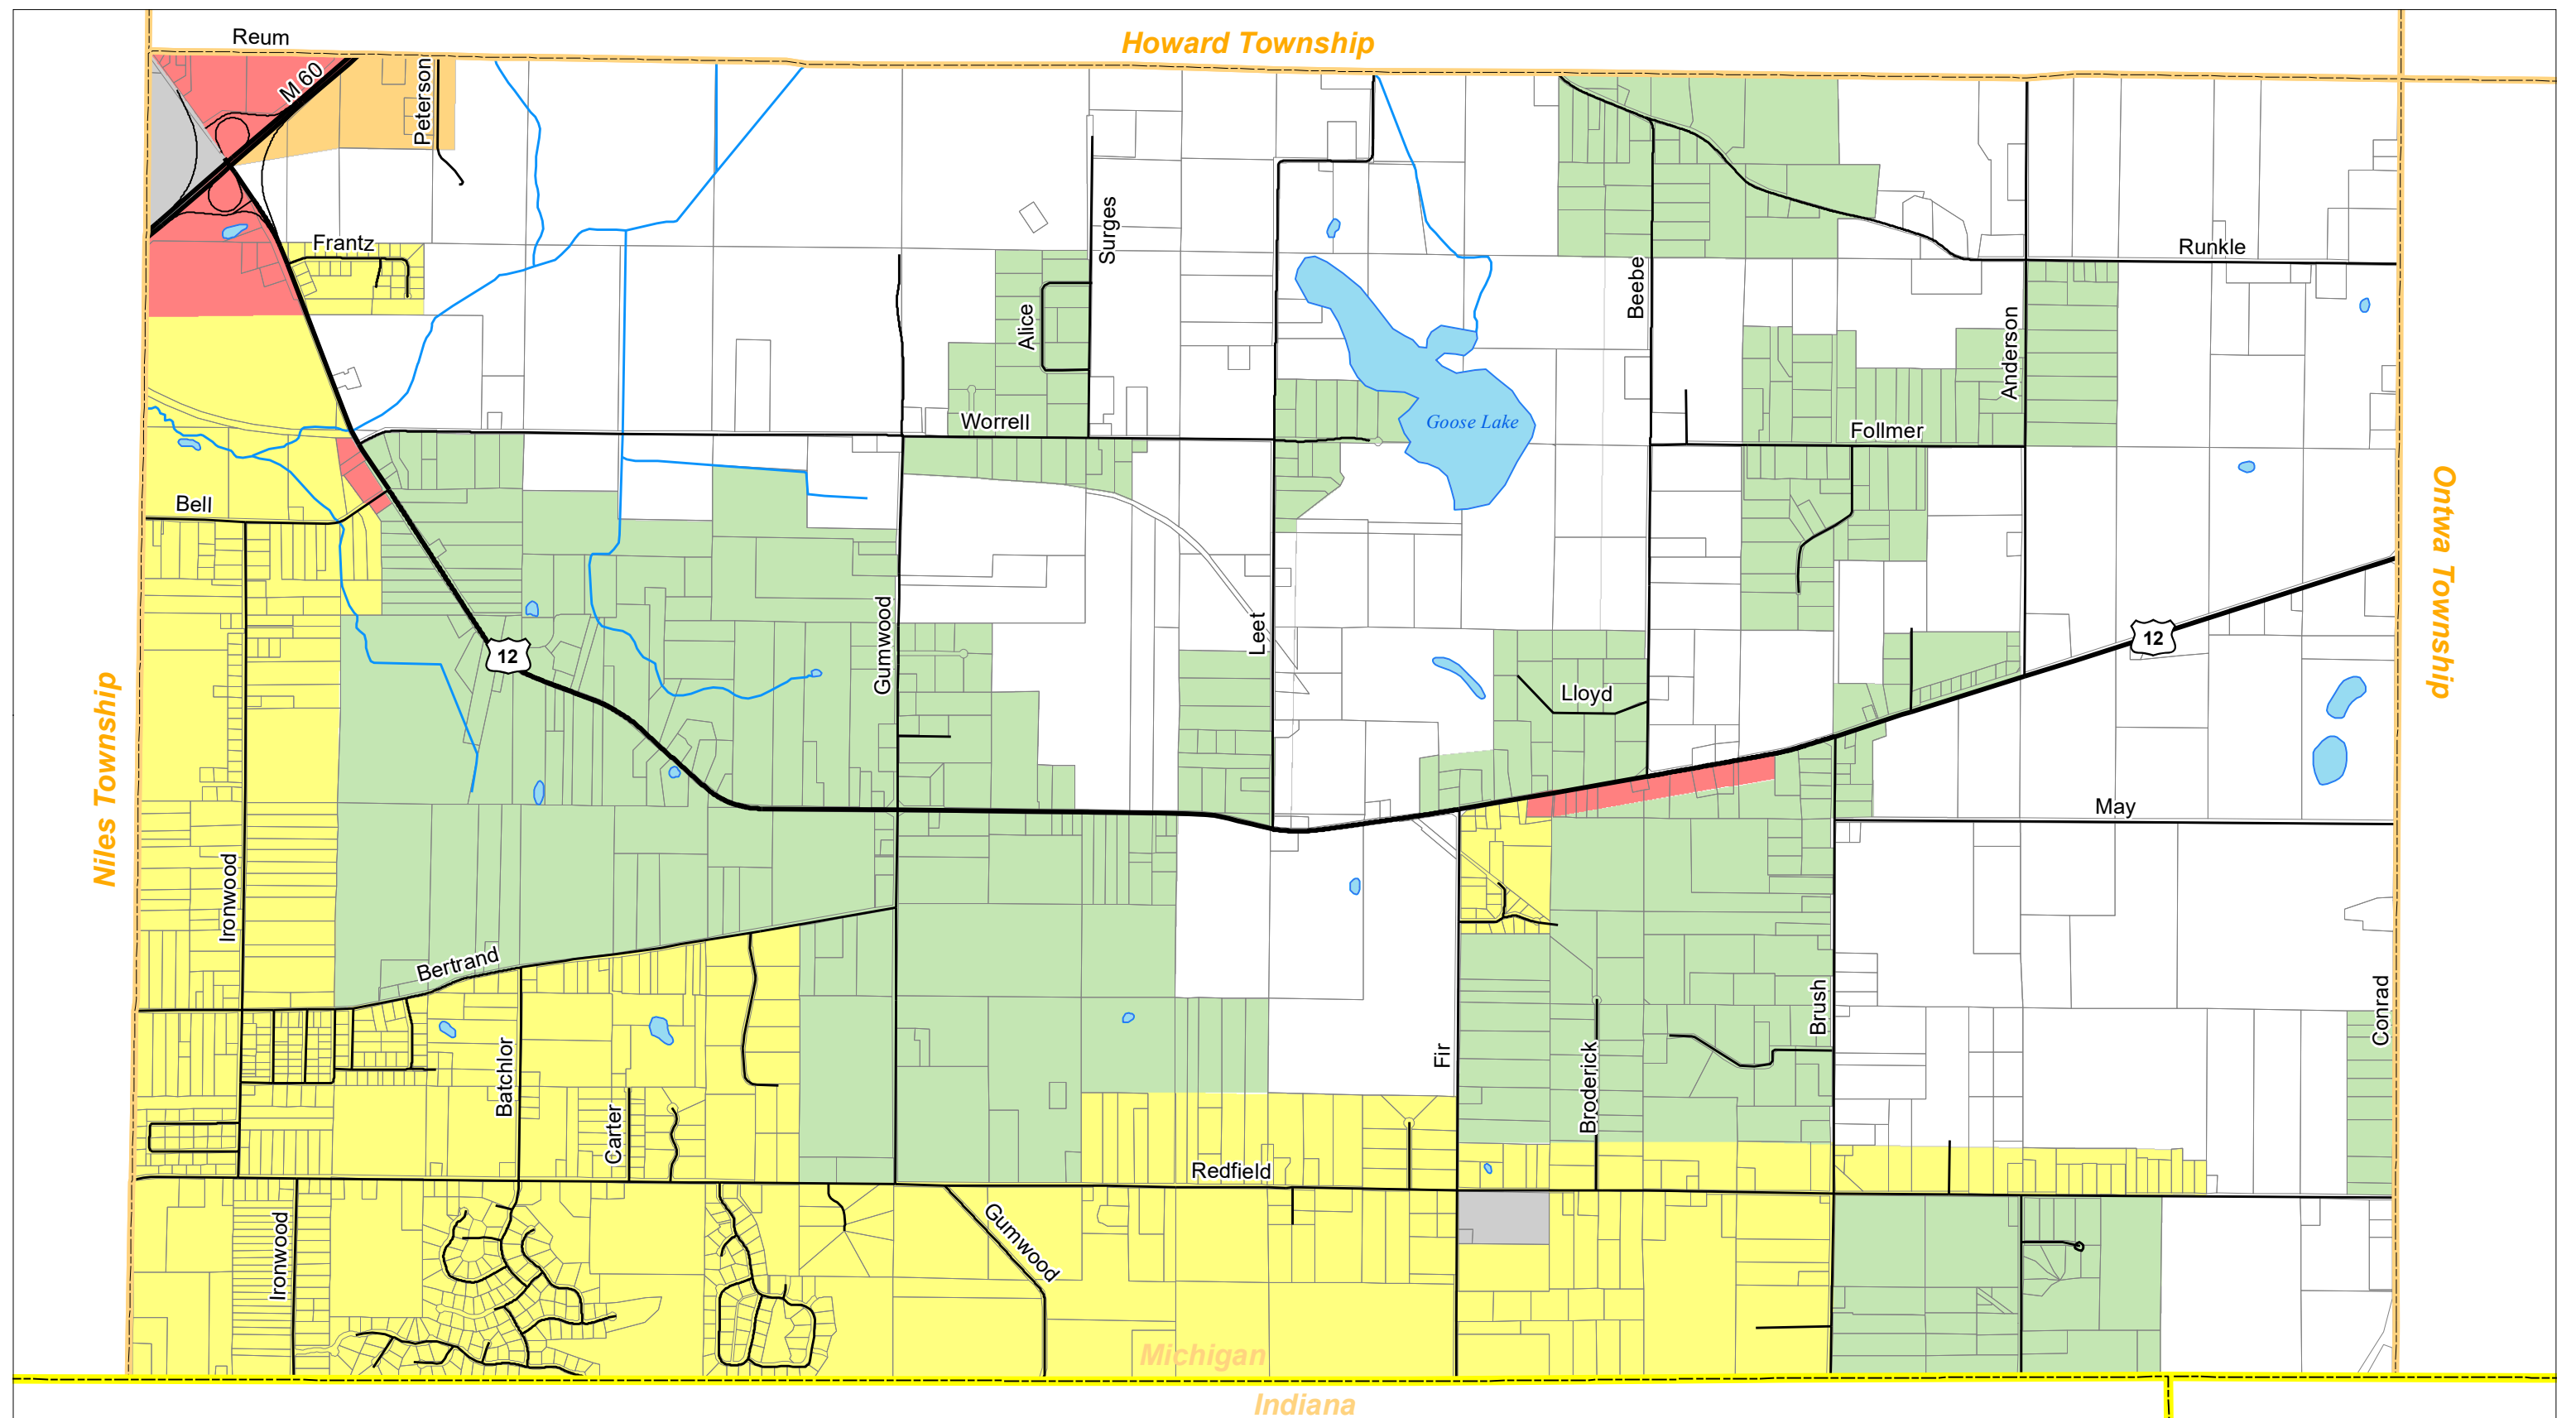 Reum
Howard Township
M 60
Peterson
Frantz
Surges
Runkle
Beebe
Alice
Anderson
Worrell
Goose Lake
Follmer
Bell
Ontwa Township
Gumwood
Leet
12
12
Lloyd
Niles Township
May
Ironwood
Bertrand
Conrad
Brush
Fir
Batchlor
Broderick
Carter
Redfield
Ironwood
Gumwood
Michigan
Indiana